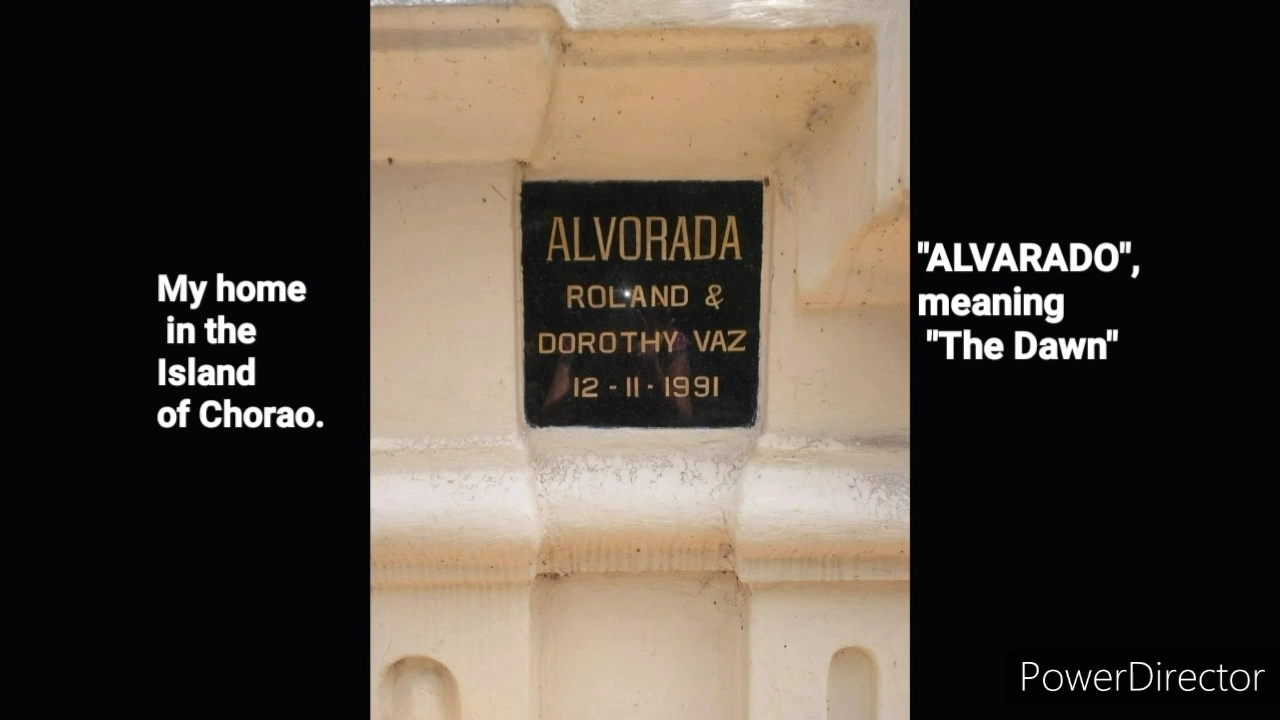 My home
in the
Island
of Chorao.
ALVORADA
ROLAND &
DOROTHY VAZ
12-11-1991
"ALVARADO",
meaning
"The Dawn"
PowerDirector